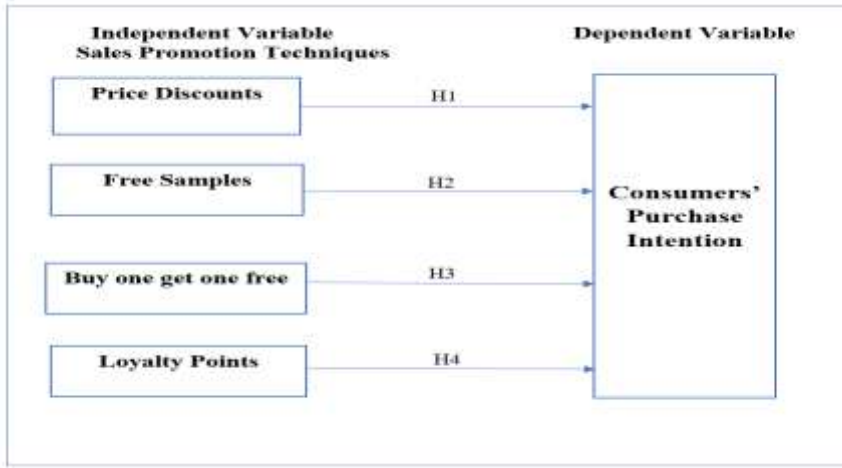 Independent Variable
Sales Promotion Techniques
Dependent Variable
Price Discounts
H1
Free Samples
H2
Consumers’
Purchase
Intention
Buy one get one free
H3
Loyalty Points
H4